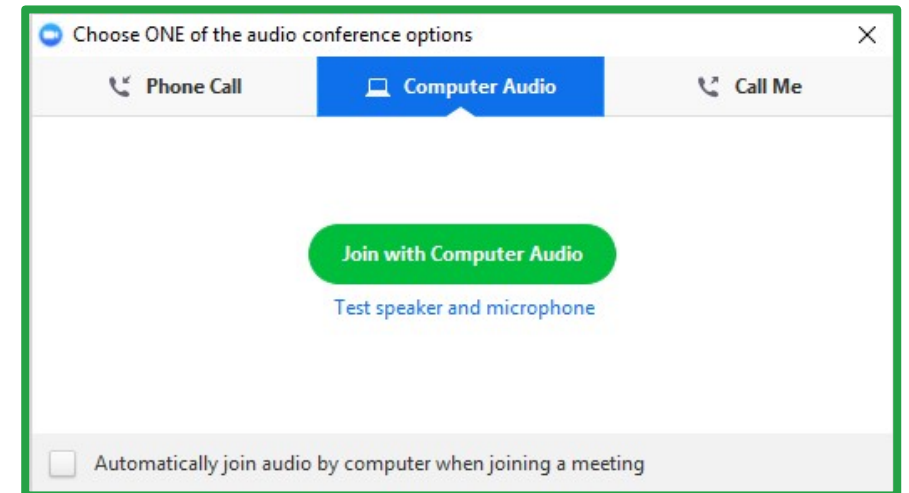 Choose ONE of the audio conference options
Phone Call
Computer Audio
Call Me
Join with Computer Audio
Test speaker and microphone
Automatically join audio by computer when joining a meeting